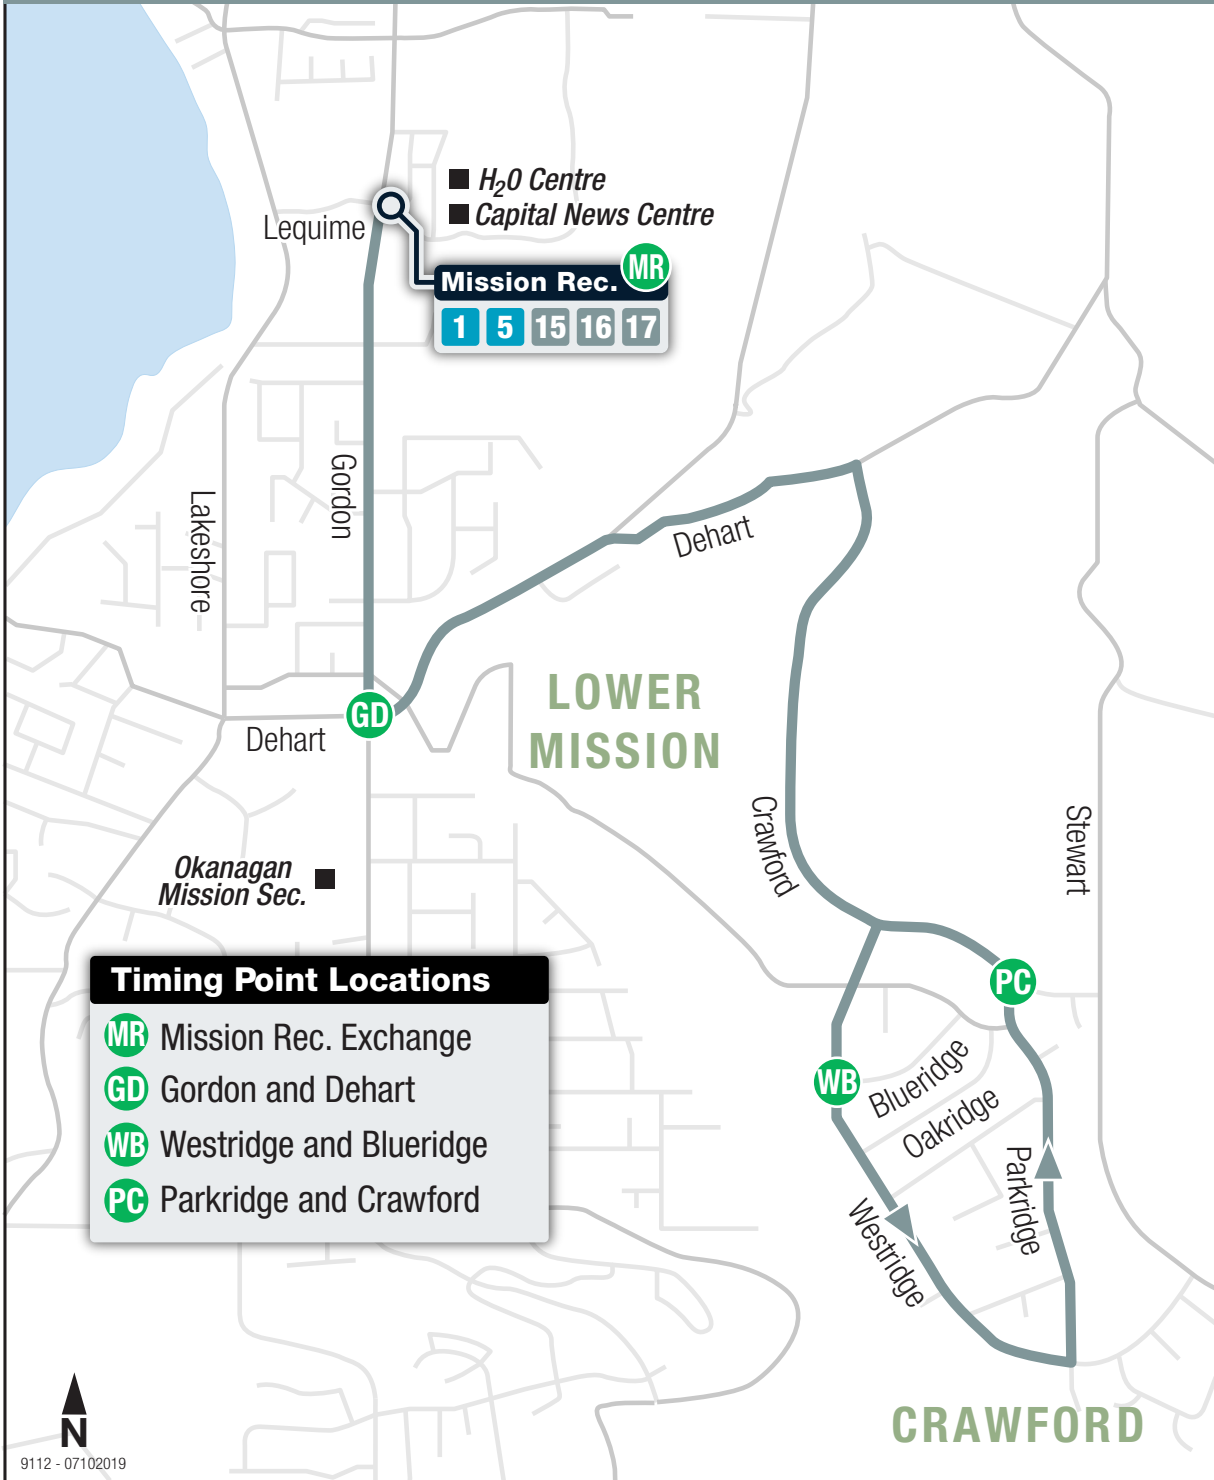 H2O Centre
Capital News Centre
Lequime
Mission Rec. MR
1 5 15 16 17
Gordon
Lakeshore
Dehart
LOWER
MISSION
GD
Dehart
Crawford
Stewart
Okanagan
Mission Sec.
Timing Point Locations
MR Mission Rec. Exchange
GD Gordon and Dehart
WB Westridge and Blueridge
PC Parkridge and Crawford
PC
WB
Blueridge
Oakridge
Parkridge
Westridge
CRAWFORD
N
9112 - 07102019